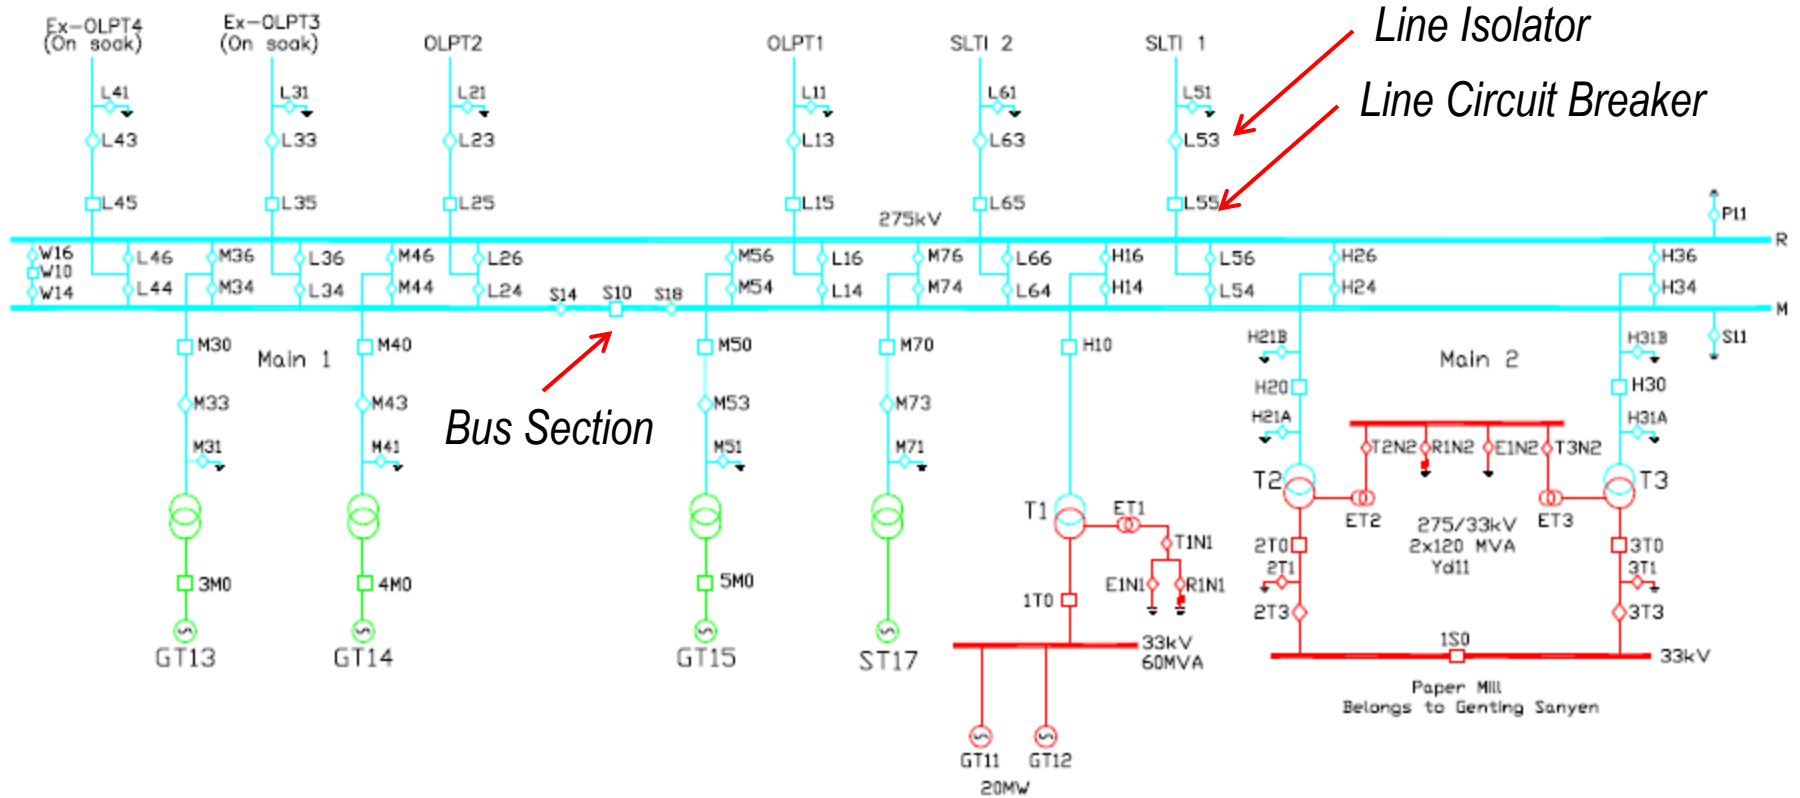 Ex-OLPT4
(On soak)
Ex-OLPT3
(On soak)
OLPT2
OLPT1
SLTI 2
SLTI 1
Line Isolator
Line Circuit Breaker
L41
L31
L21
L11
L61
L51
L43
L33
L23
L13
L63
L53
L45
L35
L25
L15
L65
L55
275kV
P11
R
W16
L46
M36
L36
M46
L26
M56
L16
M76
L66
H16
L56
H26
H36
W10
W14
L44
M34
L34
M44
L24
M54
L14
M74
L64
H14
L54
H24
H34
S14
S10
S18
M
M30
Main 1
M40
M50
M70
H10
H21B
Main 2
H31B
S11
H20
H30
M33
M43
M53
M73
H21A
H31A
Bus Section
M31
M41
M51
M71
T2N2
R1N2
E1N2
T3N2
T2
T3
T1
ET1
ET2
ET3
275/33kV
2x120 MVA
Yd11
T1N1
2T0
3T0
2T1
3T1
3M0
4M0
5M0
E1N1
R1N1
1T0
2T3
3T3
GT13
GT14
GT15
ST17
33kV
60MVA
1S0
33kV
Paper Mill
Belongs to Genting Sanyen
GT11
GT12
20MW